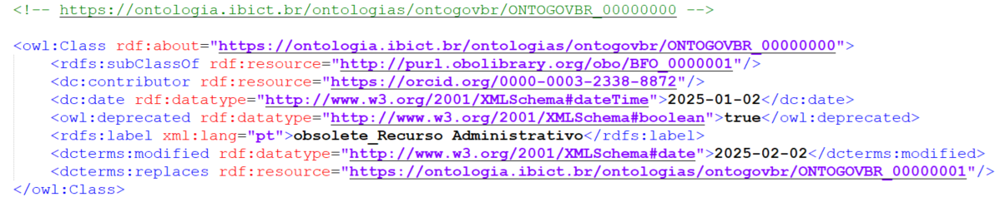 <!-- https://ontologia.ibict.br/ontologias/ontogovbr/ONTOGOVBR_00000000 -->
<owl:Class rdf:about="https://ontologia.ibict.br/ontologias/ontogovbr/ONTOGOVBR_00000000">
<rdfs:subClassOf rdf:resource="http://purl.obolibrary.org/obo/BFO_0000001"/>
<dc:contributor rdf:resource="https://orcid.org/0000-0003-2338-8872"/>
<dc:date rdf:datatype="http://www.w3.org/2001/XMLSchema#dateTime">2025-01-02</dc:date>
<owl:deprecated rdf:datatype="http://www.w3.org/2001/XMLSchema#boolean">true</owl:deprecated>
<rdfs:label xml:lang="pt">obsolete_Recurso Administrativo</rdfs:label>
<dcterms:modified rdf:datatype="http://www.w3.org/2001/XMLSchema#date">2025-02-02</dcterms:modified>
<dcterms:replaces rdf:resource="https://ontologia.ibict.br/ontologias/ontogovbr/ONTOGOVBR_00000001"/>
</owl:Class>